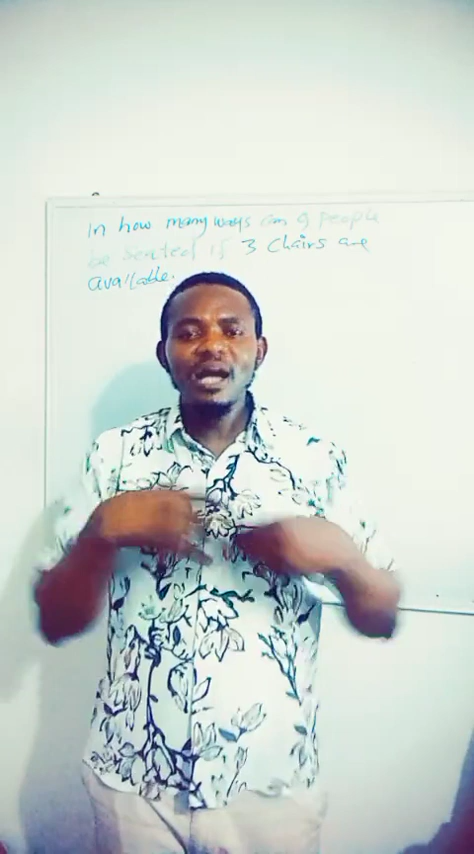 In how many ways can 9 people
be seated if 3 chairs are
available.